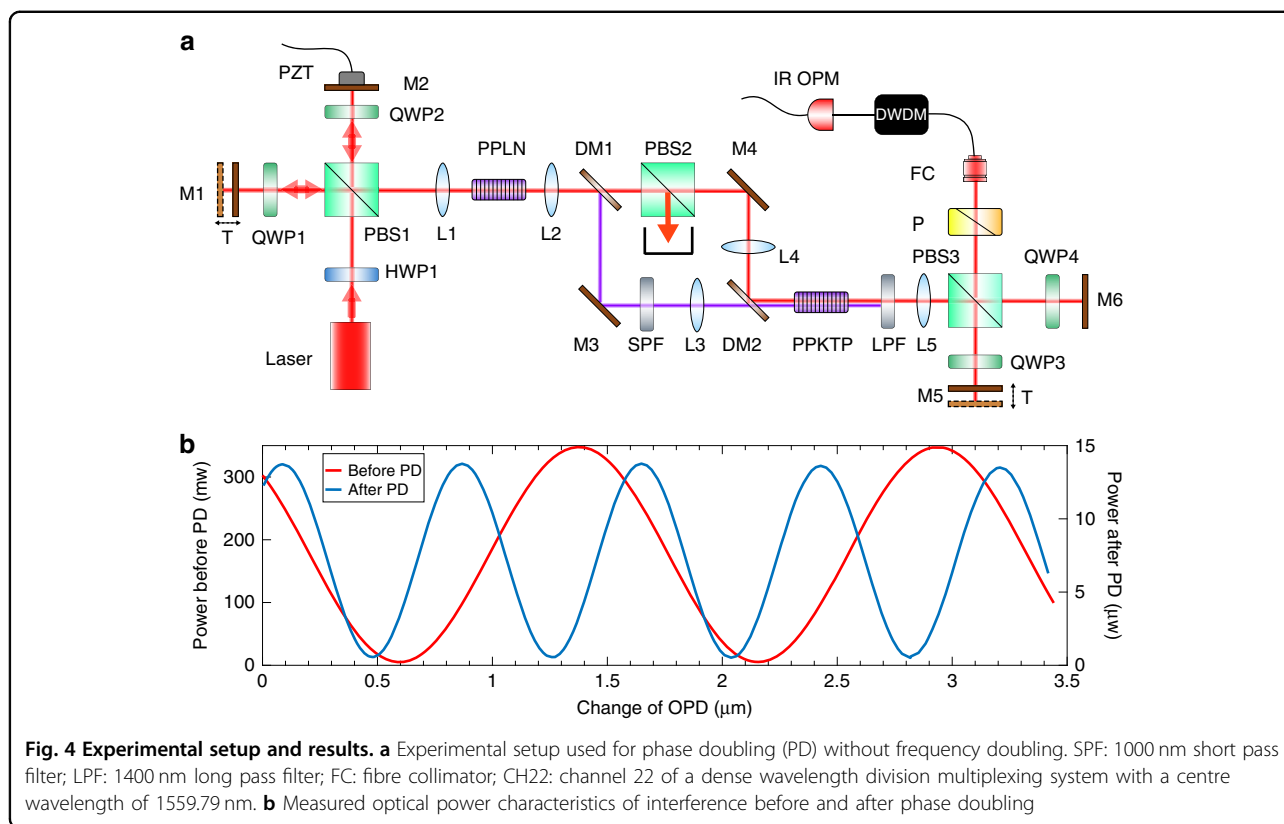 a
PZT
M2
IR OPM
DWDM
QWP2
PPLN
DM1
PBS2
M4
FC
M1
T
QWP1
PBS1
L1
L2
P
HWP1
L4
PBS3
QWP4
M6
Laser
M3
SPF
L3
DM2
PPKTP
LPF
L5
QWP3
M5
T
b
Before PD
After PD
Power before PD (mw)
300
200
100
0
15
10
5
0
Power after PD (μw)
0 0.5 1 1.5 2 2.5 3 3.5
Change of OPD (μm)
Fig. 4 Experimental setup and results. a Experimental setup used for phase doubling (PD) without frequency doubling. SPF: 1000 nm short pass
filter; LPF: 1400 nm long pass filter; FC: fibre collimator; CH22: channel 22 of a dense wavelength division multiplexing system with a centre
wavelength of 1559.79 nm. b Measured optical power characteristics of interference before and after phase doubling